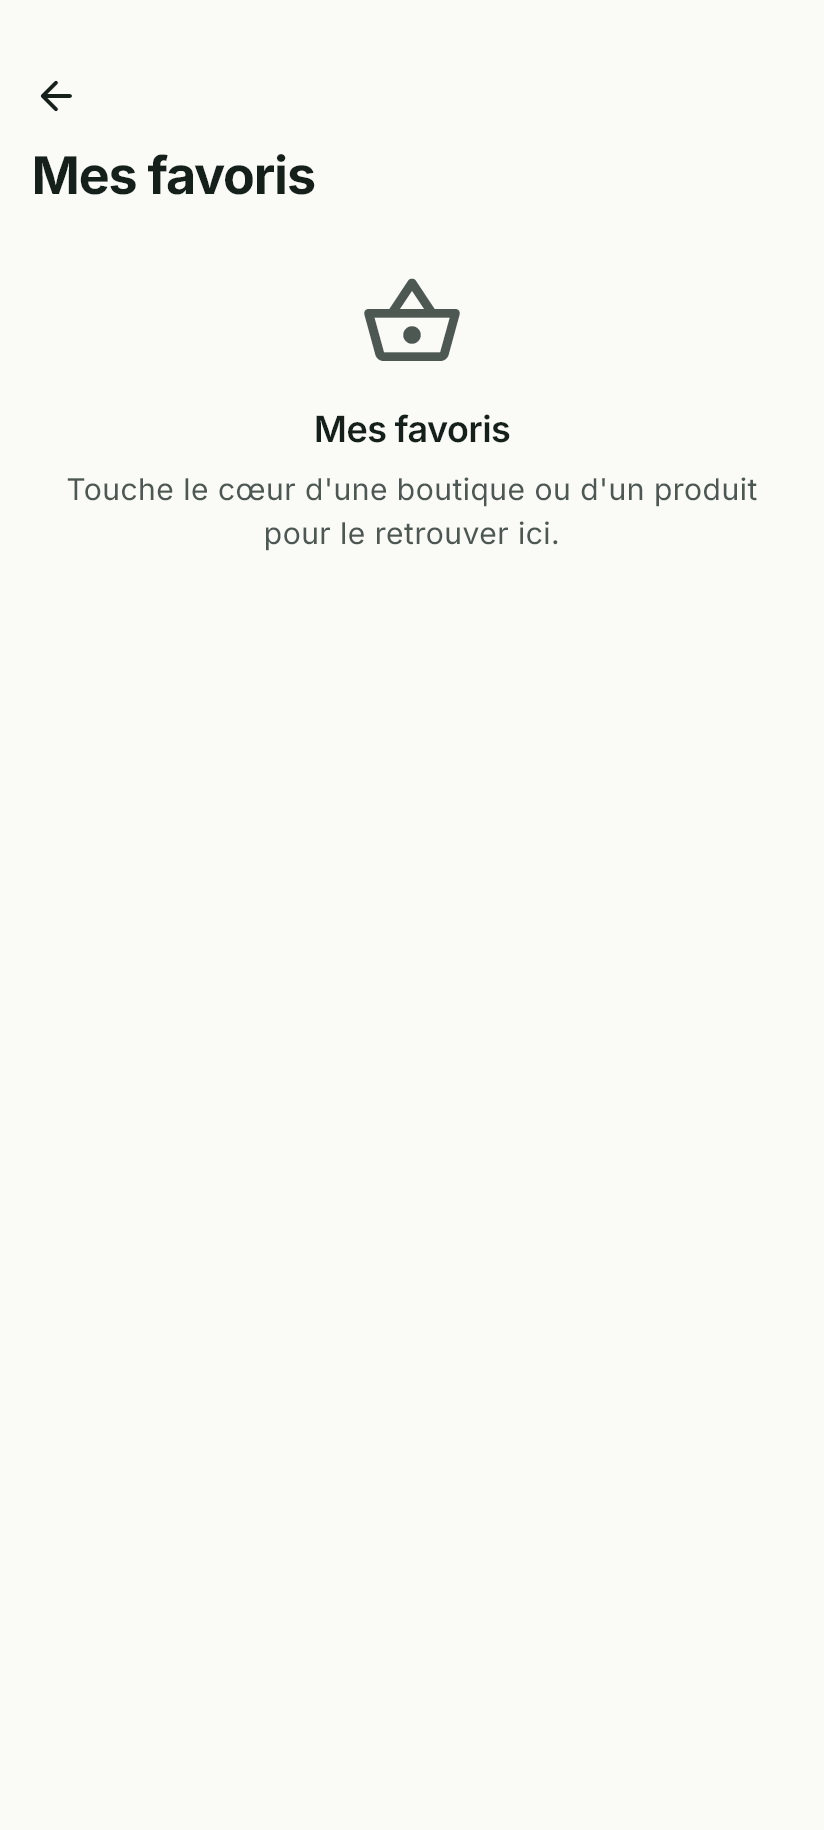 Mes favoris
Mes favoris
Touche le cœur d'une boutique ou d'un produit
pour le retrouver ici.